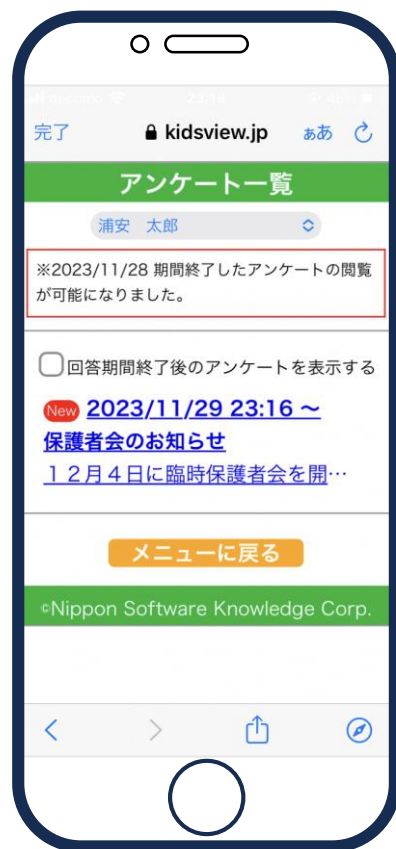 完了 kidsview.jp ぁあ
アンケート一覧
浦安 太郎
※2023/11/28 期間終了したアンケートの閲覧
が可能になりました。
回答期間終了後のアンケートを表示する
New 2023/11/29 23:16 ～
保護者会のお知らせ
１２月４日に臨時保護者会を開…
メニューに戻る
©Nippon Software Knowledge Corp.